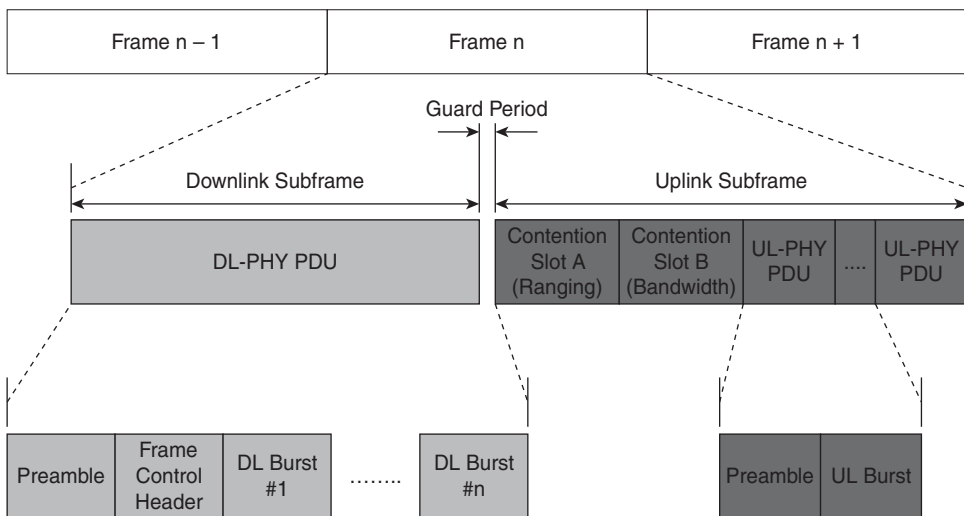 Frame n – 1
Frame n
Frame n + 1
Guard Period
Downlink Subframe
Uplink Subframe
DL-PHY PDU
Contention
Slot A
(Ranging)
Contention
Slot B
(Bandwidth)
UL-PHY
PDU
....
UL-PHY
PDU
Preamble
Frame
Control
Header
DL Burst
#1
........
DL Burst
#n
Preamble
UL Burst